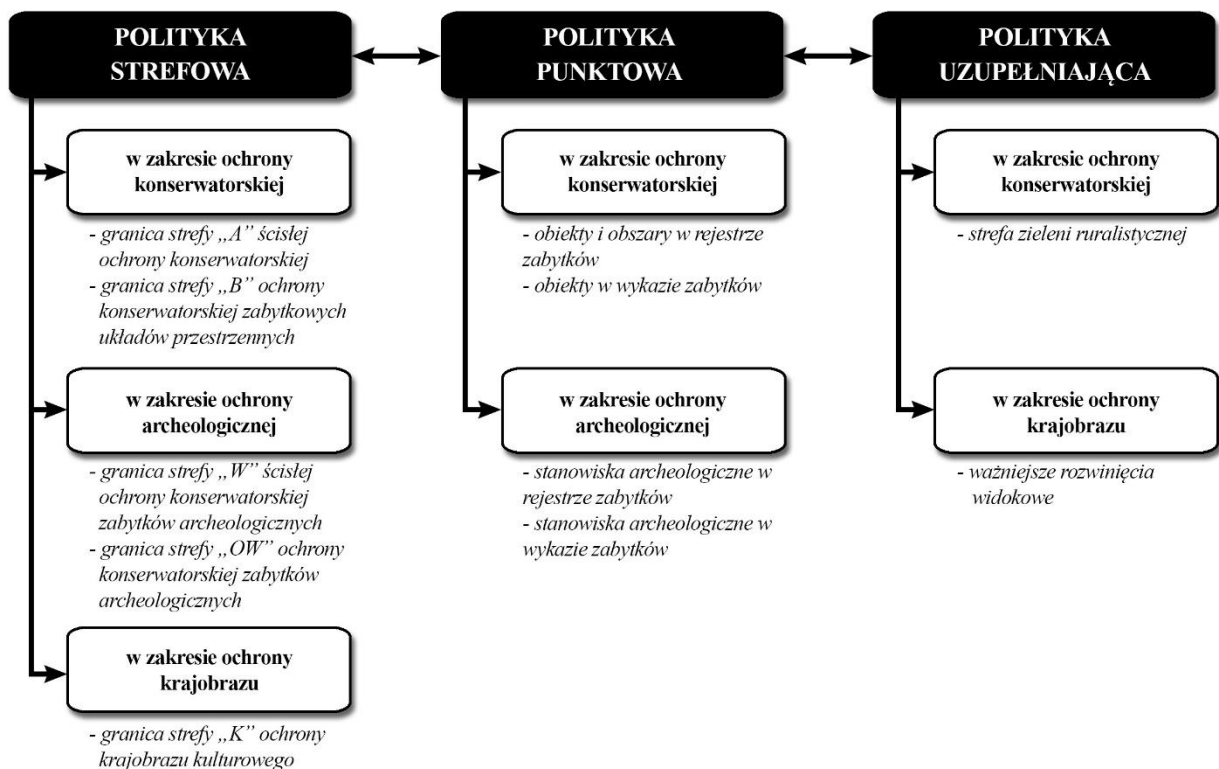 POLITYKA
STREFOWA
w zakresie ochrony
konserwatorskiej
- granica strefy „A” ścisłej
ochrony konserwatorskiej
- granica strefy „B” ochrony
konserwatorskiej zabytkowych
układów przestrzennych
w zakresie ochrony
archeologicznej
- granica strefy „W” ścisłej
ochrony konserwatorskiej
zabytków archeologicznych
- granica strefy „OW” ochrony
konserwatorskiej zabytków
archeologicznych
w zakresie ochrony
krajobrazu
- granica strefy „K” ochrony
krajobrazu kulturowego
POLITYKA
PUNKTOWA
w zakresie ochrony
konserwatorskiej
- obiekty i obszary w rejestrze
zabytków
- obiekty w wykazie zabytków
w zakresie ochrony
archeologicznej
- stanowiska archeologiczne w
rejestrze zabytków
- stanowiska archeologiczne w
wykazie zabytków
POLITYKA
UZUPEŁNIAJĄCA
w zakresie ochrony
konserwatorskiej
- strefa zieleni ruralistycznej
w zakresie ochrony
krajobrazu
- ważniejsze rozwinięcia
widokowe